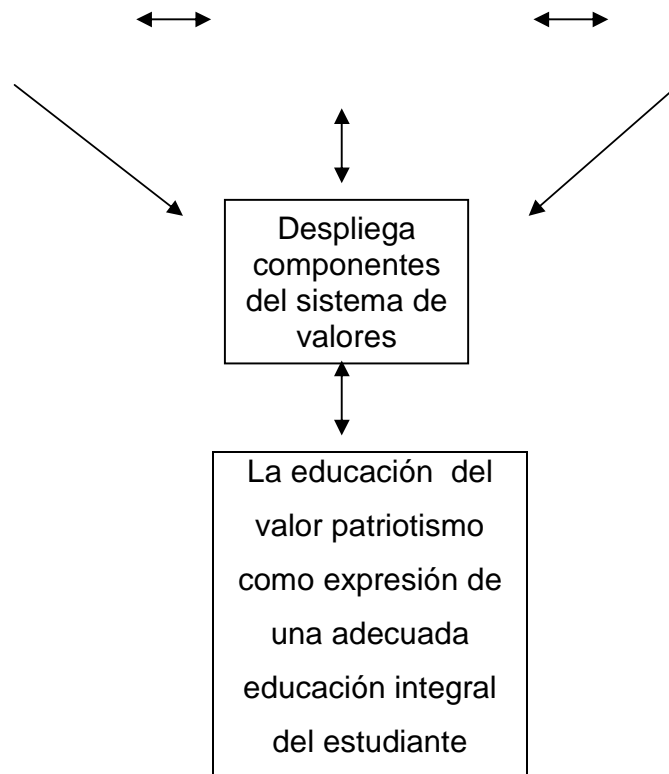 Despliega
componentes
del sistema de
valores
La educación  del
valor patriotismo
como expresión de
una adecuada
educación integral
del estudiante